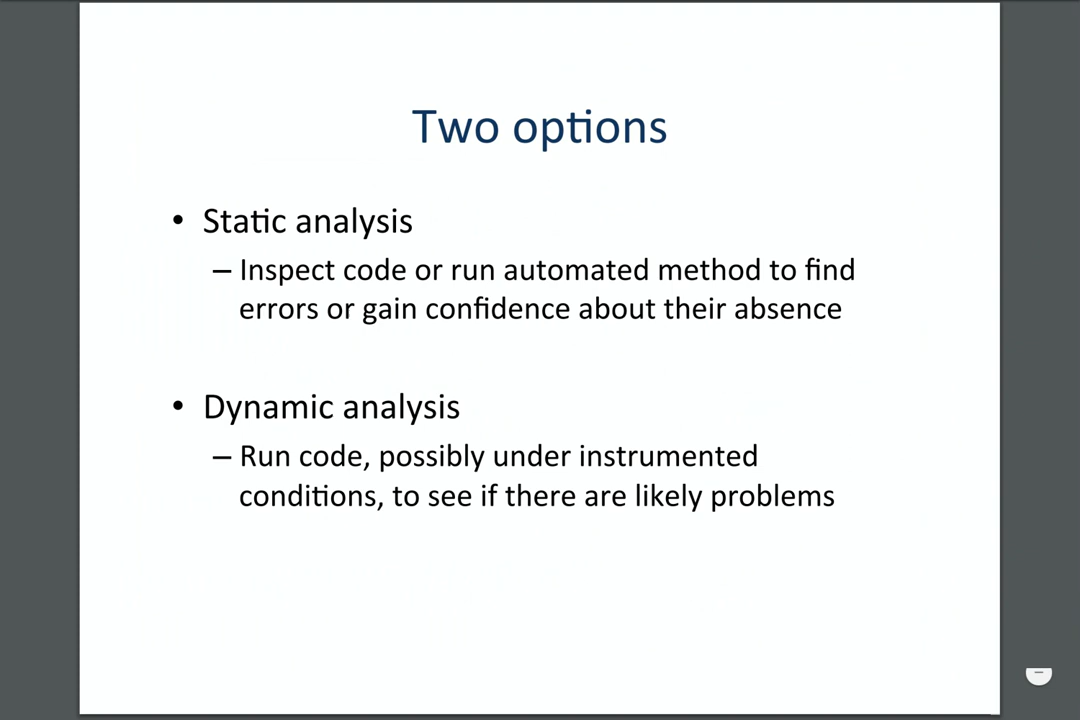 Two options
• Static analysis
– Inspect code or run automated method to find
errors or gain confidence about their absence
• Dynamic analysis
– Run code, possibly under instrumented
conditions, to see if there are likely problems